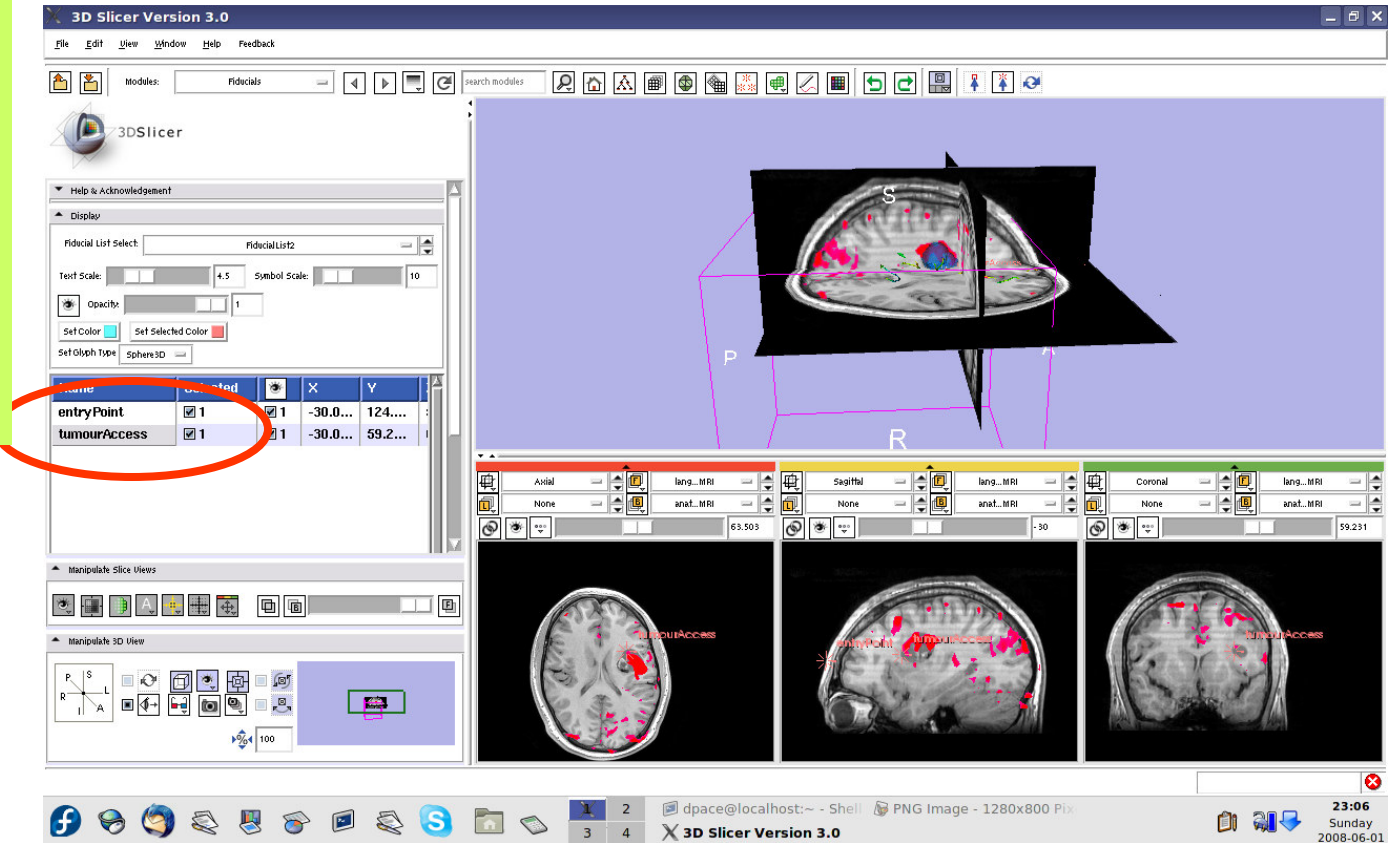 3D Slicer Version 3.0
File Edit View Window Help Feedback
Modules: Fiducials search modules
3DSlicer
Help & Acknowledgement
Display
Fiducial List Select: FiducialList2
Text Scale: 4.5 Symbol Scale: 10
Opacity: 1
Set Color Set Selected Color
Set Glyph Type Sphere3D
Name Selected X Y
entryPoint 1 1 -30.0... 124....
tumourAccess 1 1 -30.0... 59.2...
Manipulate Slice Views
Manipulate 3D View
P S
R L
I A
100
S
P
A
R
Axial lang...MRI
None anat...MRI
63.503
tumourAccess
Sagittal lang...MRI
None anat...MRI
-30
entryPoint tumourAccess
Coronal lang...MRI
None anat...MRI
59.231
tumourAccess
1 2
3 4
dpace@localhost:~ - Shell
PNG Image - 1280x800 Pix
3D Slicer Version 3.0
23:06
Sunday
2008-06-01